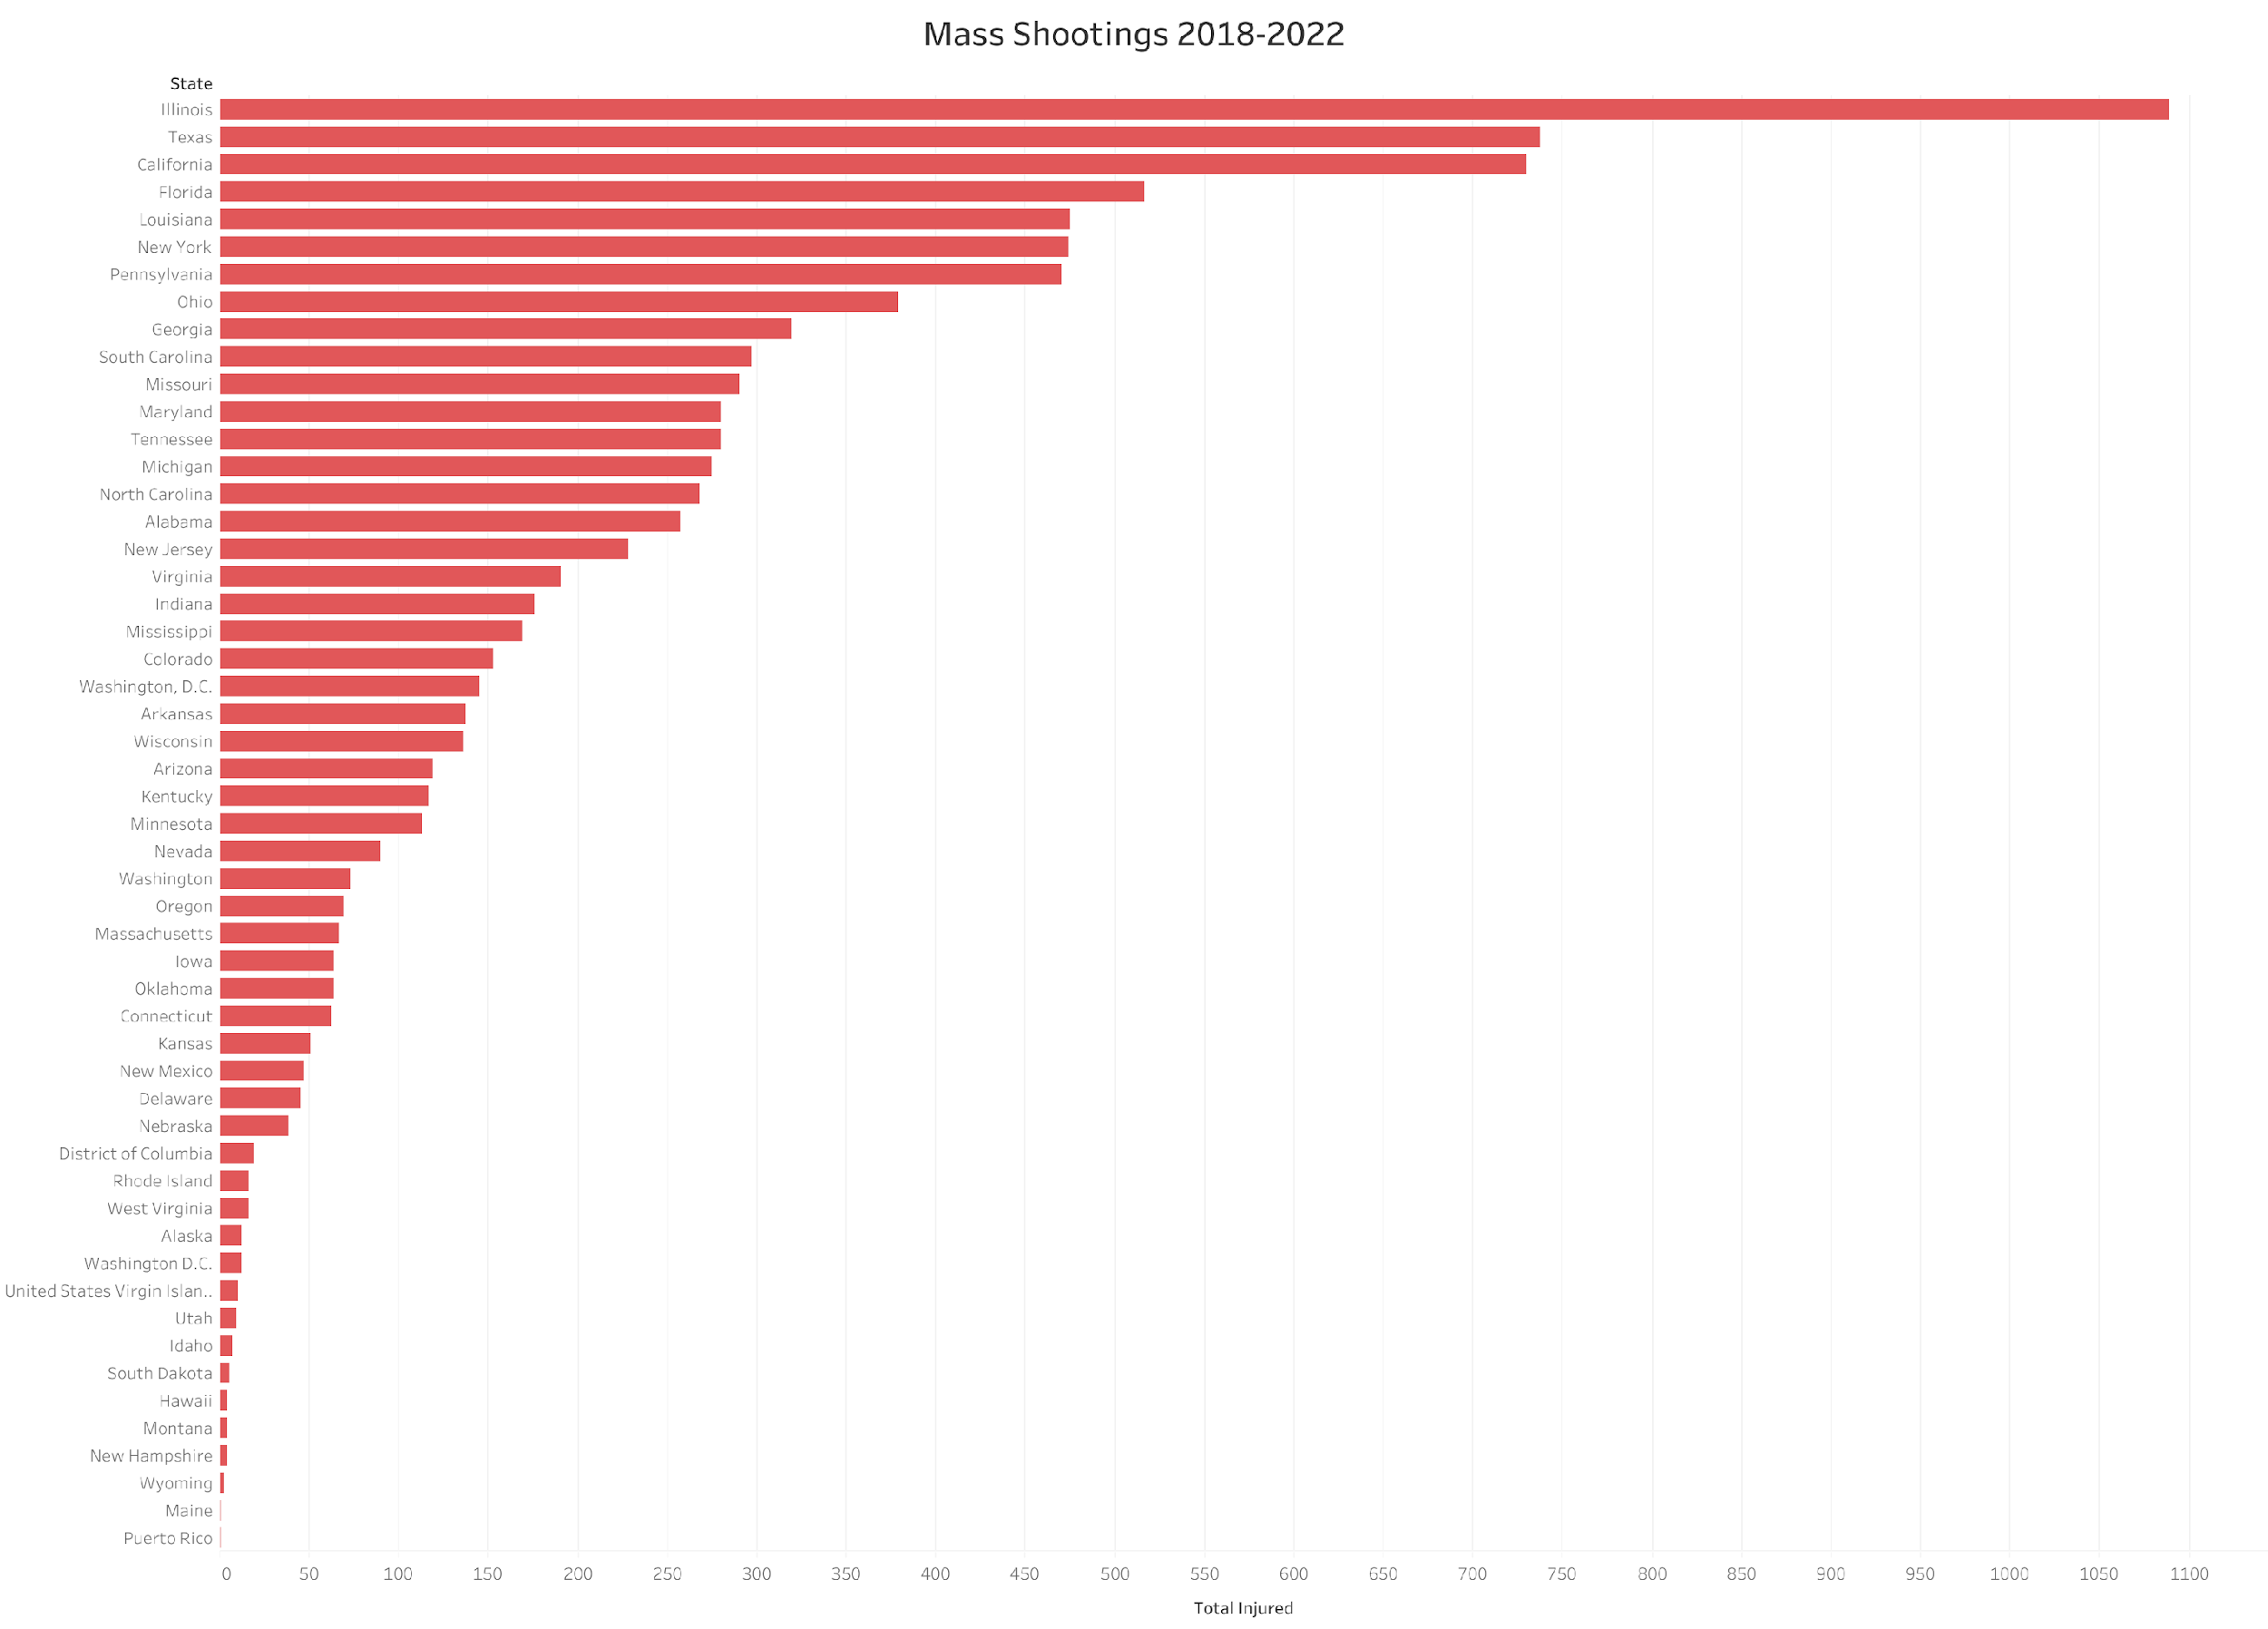 Mass Shootings 2018-2022
State
Illinois
Texas
California
Florida
Louisiana
New York
Pennsylvania
Ohio
Georgia
South Carolina
Missouri
Maryland
Tennessee
Michigan
North Carolina
Alabama
New Jersey
Virginia
Indiana
Mississippi
Colorado
Washington, D.C.
Arkansas
Wisconsin
Arizona
Kentucky
Minnesota
Nevada
Washington
Oregon
Massachusetts
Iowa
Oklahoma
Connecticut
Kansas
New Mexico
Delaware
Nebraska
District of Columbia
Rhode Island
West Virginia
Alaska
Washington D.C.
United States Virgin Islan..
Utah
Idaho
South Dakota
Hawaii
Montana
New Hampshire
Wyoming
Maine
Puerto Rico
0 50 100 150 200 250 300 350 400 450 500 550 600 650 700 750 800 850 900 950 1000 1050 1100
Total Injured